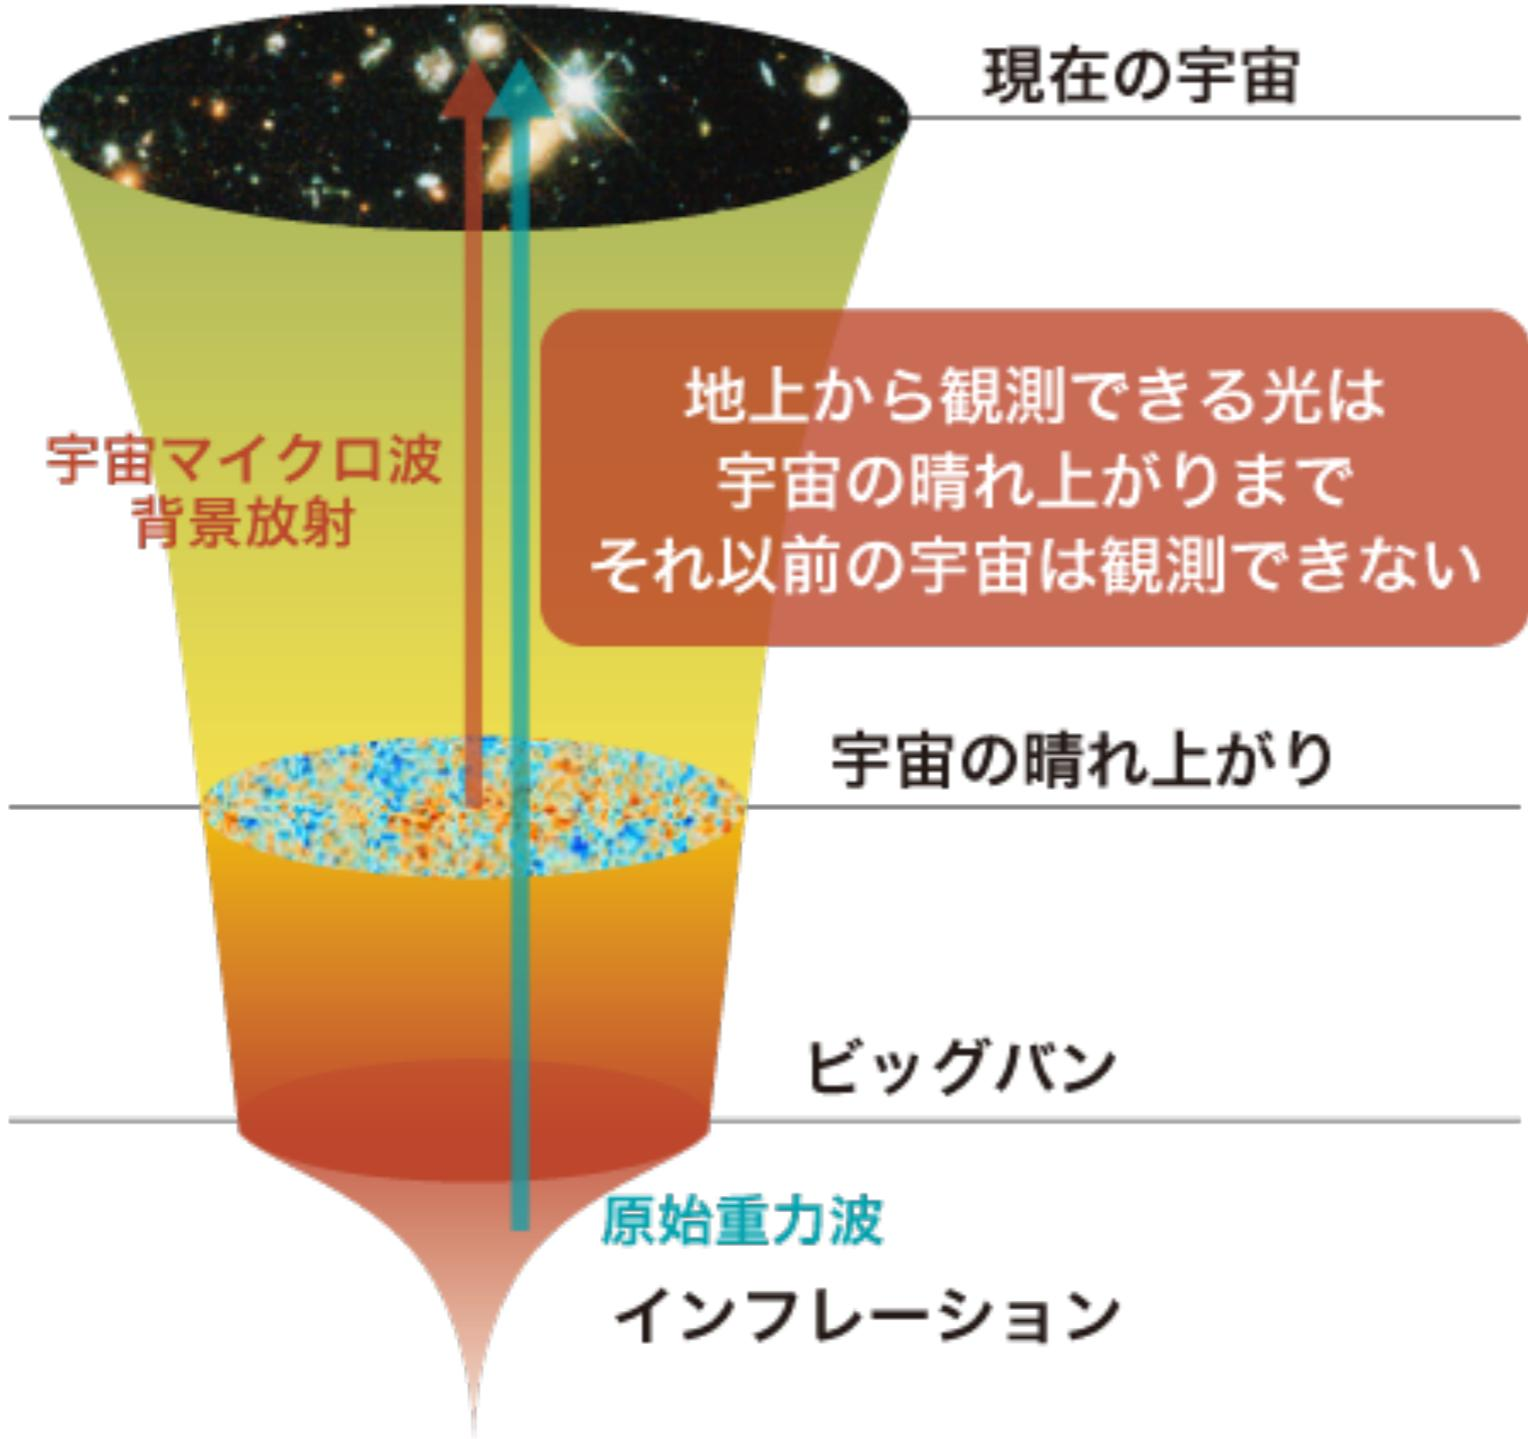 現在の宇宙
地上から観測できる光は
宇宙の晴れ上がりまで
それ以前の宇宙は観測できない
宇宙マイクロ波
背景放射
宇宙の晴れ上がり
ビッグバン
原始重力波
インフレーション